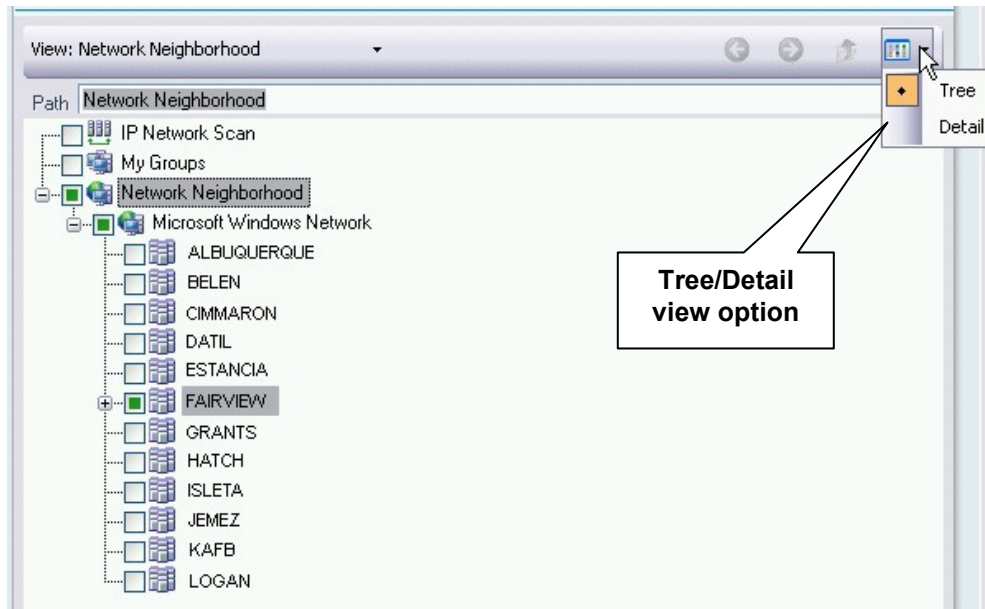 View: Network Neighborhood
Tree
Detail
Path Network Neighborhood
IP Network Scan
My Groups
Network Neighborhood
Microsoft Windows Network
ALBUQUERQUE
BELEN
CIMMARON
DATIL
ESTANCIA
FAIRVIEW
GRANTS
HATCH
ISLETA
JEMEZ
KAFB
LOGAN
Tree/Detail
view option